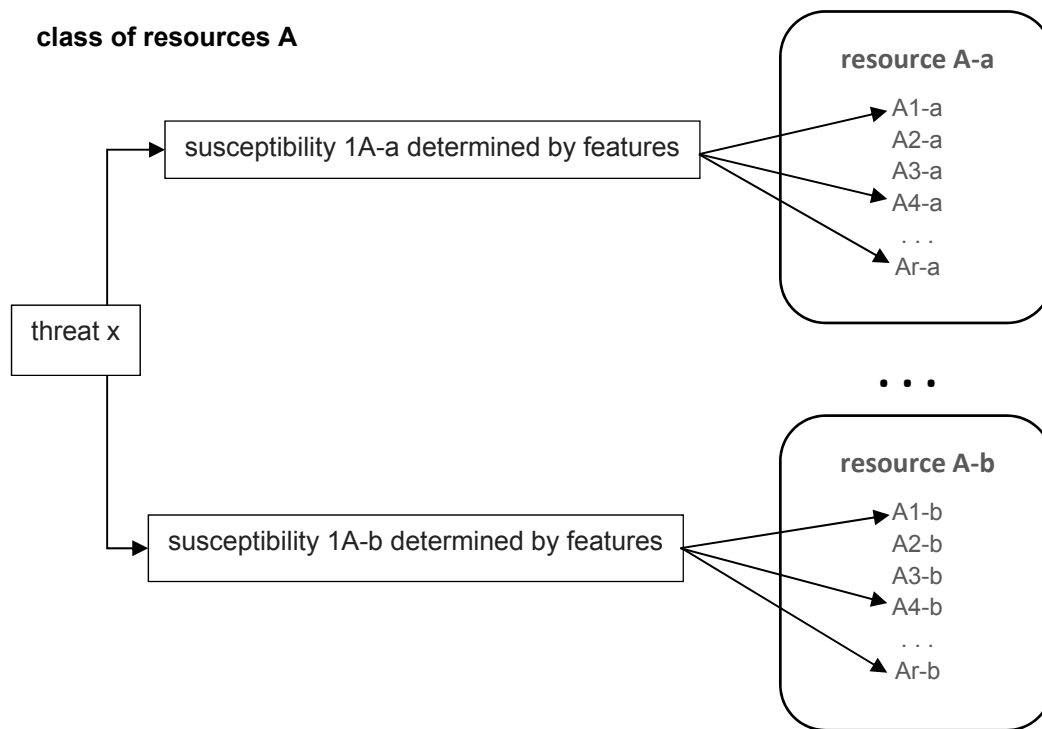 class of resources A
resource A-a
A1-a
susceptibility 1A-a determined by features
A2-a
A3-a
A4-a
. . .
Ar-a
threat x
. . .
resource A-b
A1-b
susceptibility 1A-b determined by features
A2-b
A3-b
A4-b
. . .
Ar-b